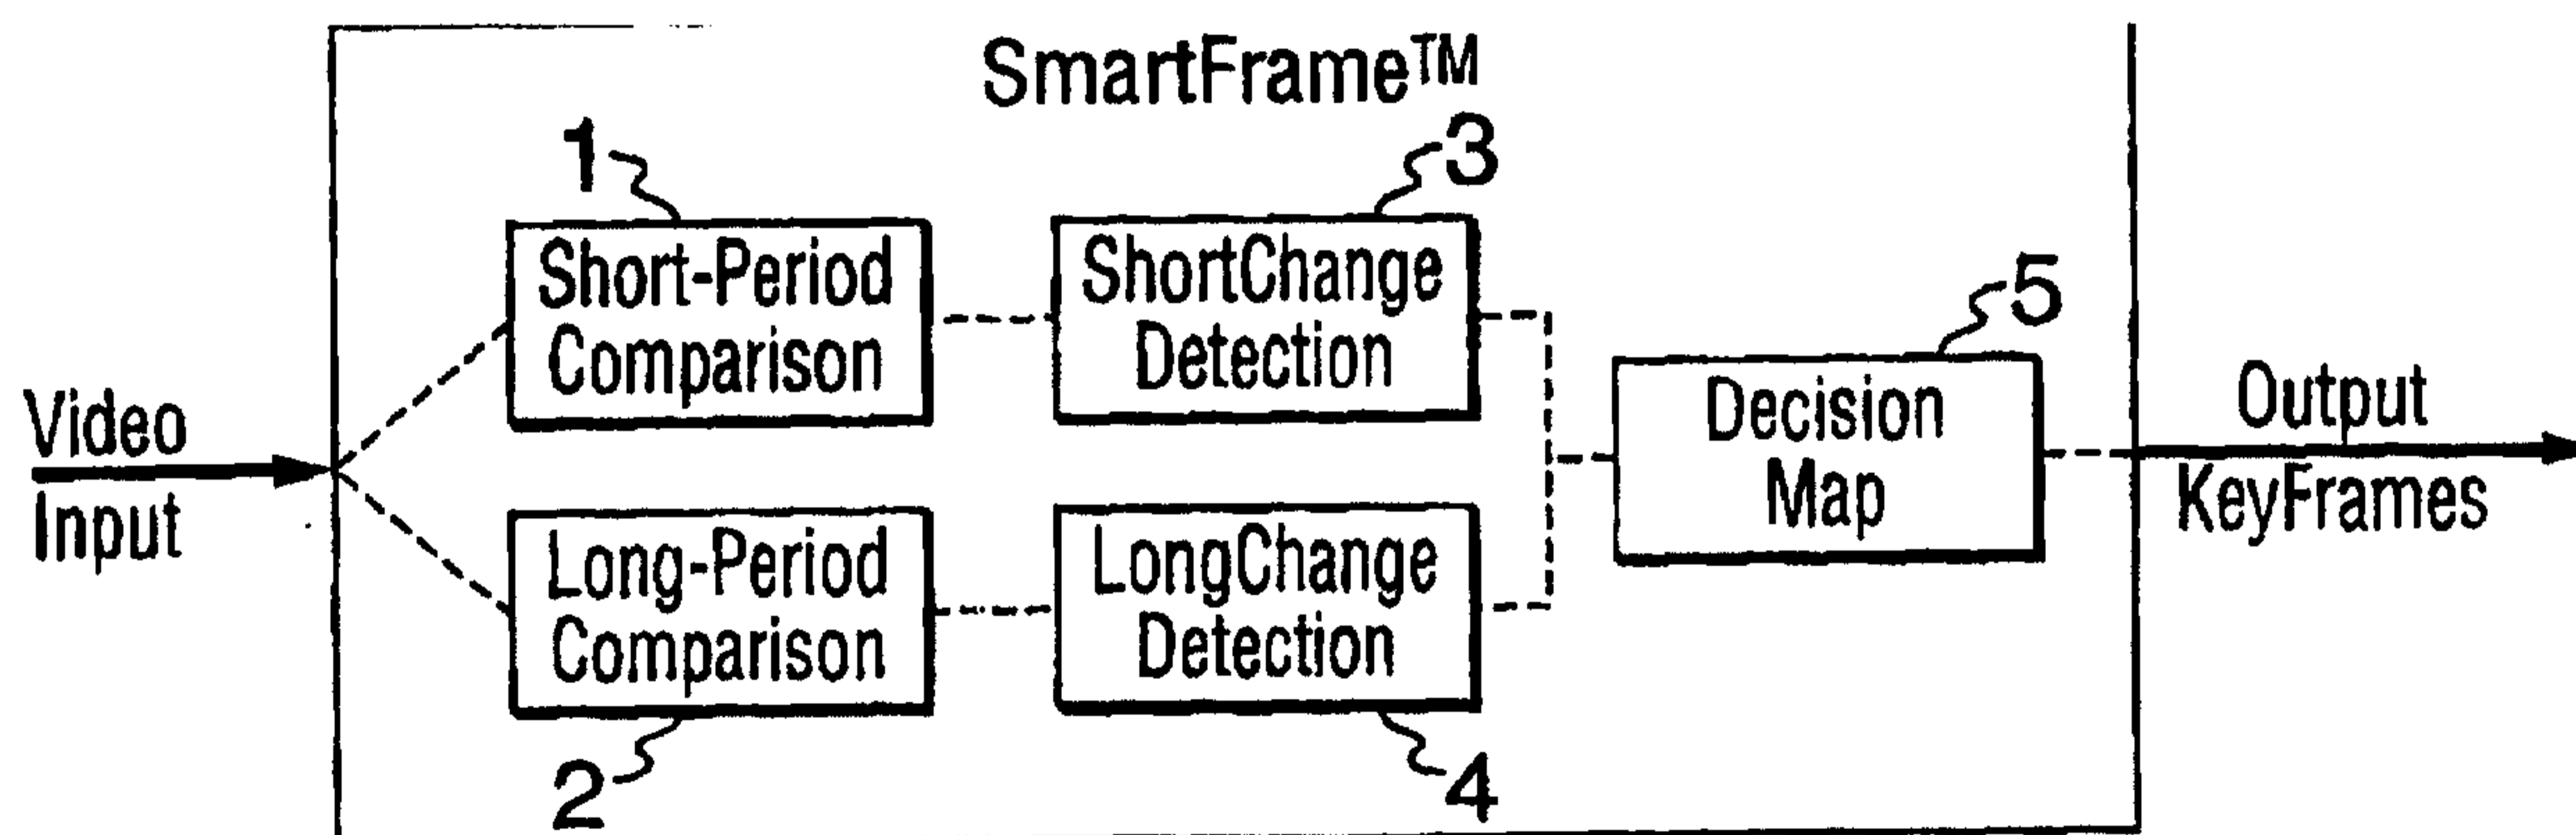 SmartFrame™
1
3
Short-Period
Comparison
ShortChange
Detection
5
Video
Input
Decision
Map
Output
KeyFrames
Long-Period
Comparison
LongChange
Detection
2
4